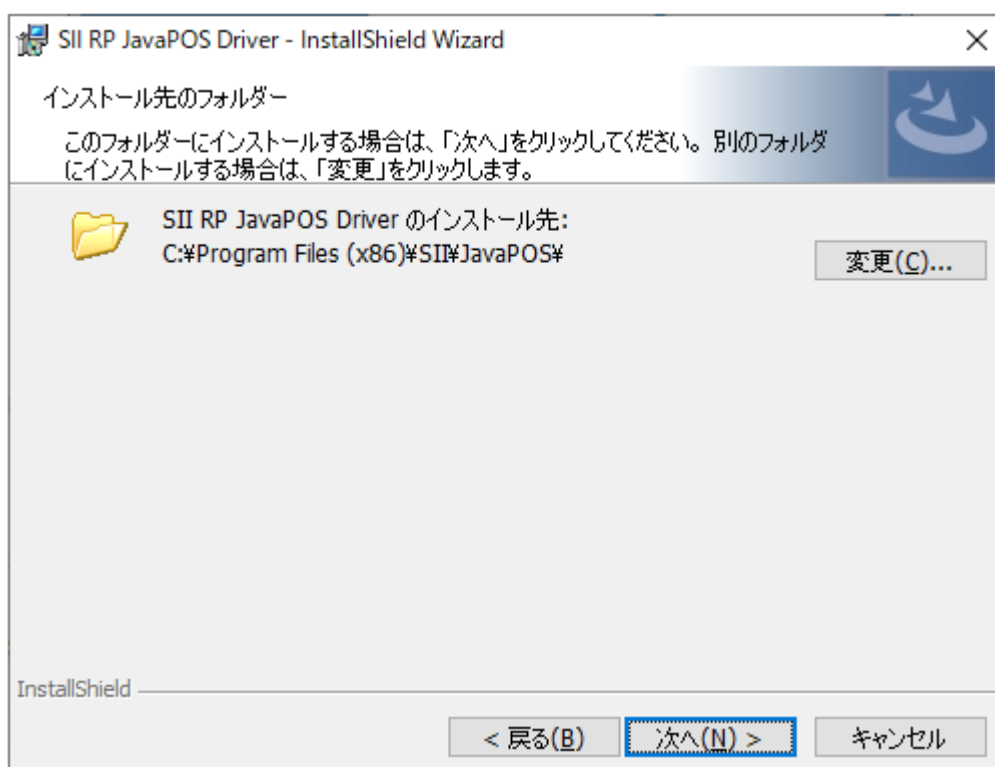 SII RP JavaPOS Driver - InstallShield Wizard
インストール先のフォルダー
このフォルダーにインストールする場合は、「次へ」をクリックしてください。別のフォルダ
にインストールする場合は、「変更」をクリックします。
SII RP JavaPOS Driver のインストール先:
C:¥Program Files (x86)¥SII¥JavaPOS¥
変更(C)...
InstallShield
< 戻る(B)
次へ(N) >
キャンセル